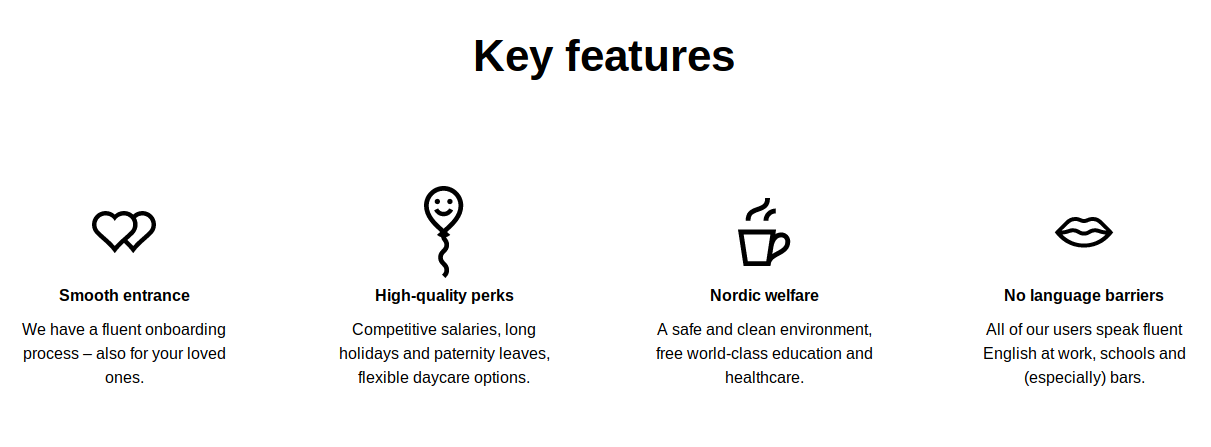 Key features
Smooth entrance
We have a fluent onboarding
process – also for your loved
ones.
High-quality perks
Competitive salaries, long
holidays and paternity leaves,
flexible daycare options.
Nordic welfare
A safe and clean environment,
free world-class education and
healthcare.
No language barriers
All of our users speak fluent
English at work, schools and
(especially) bars.